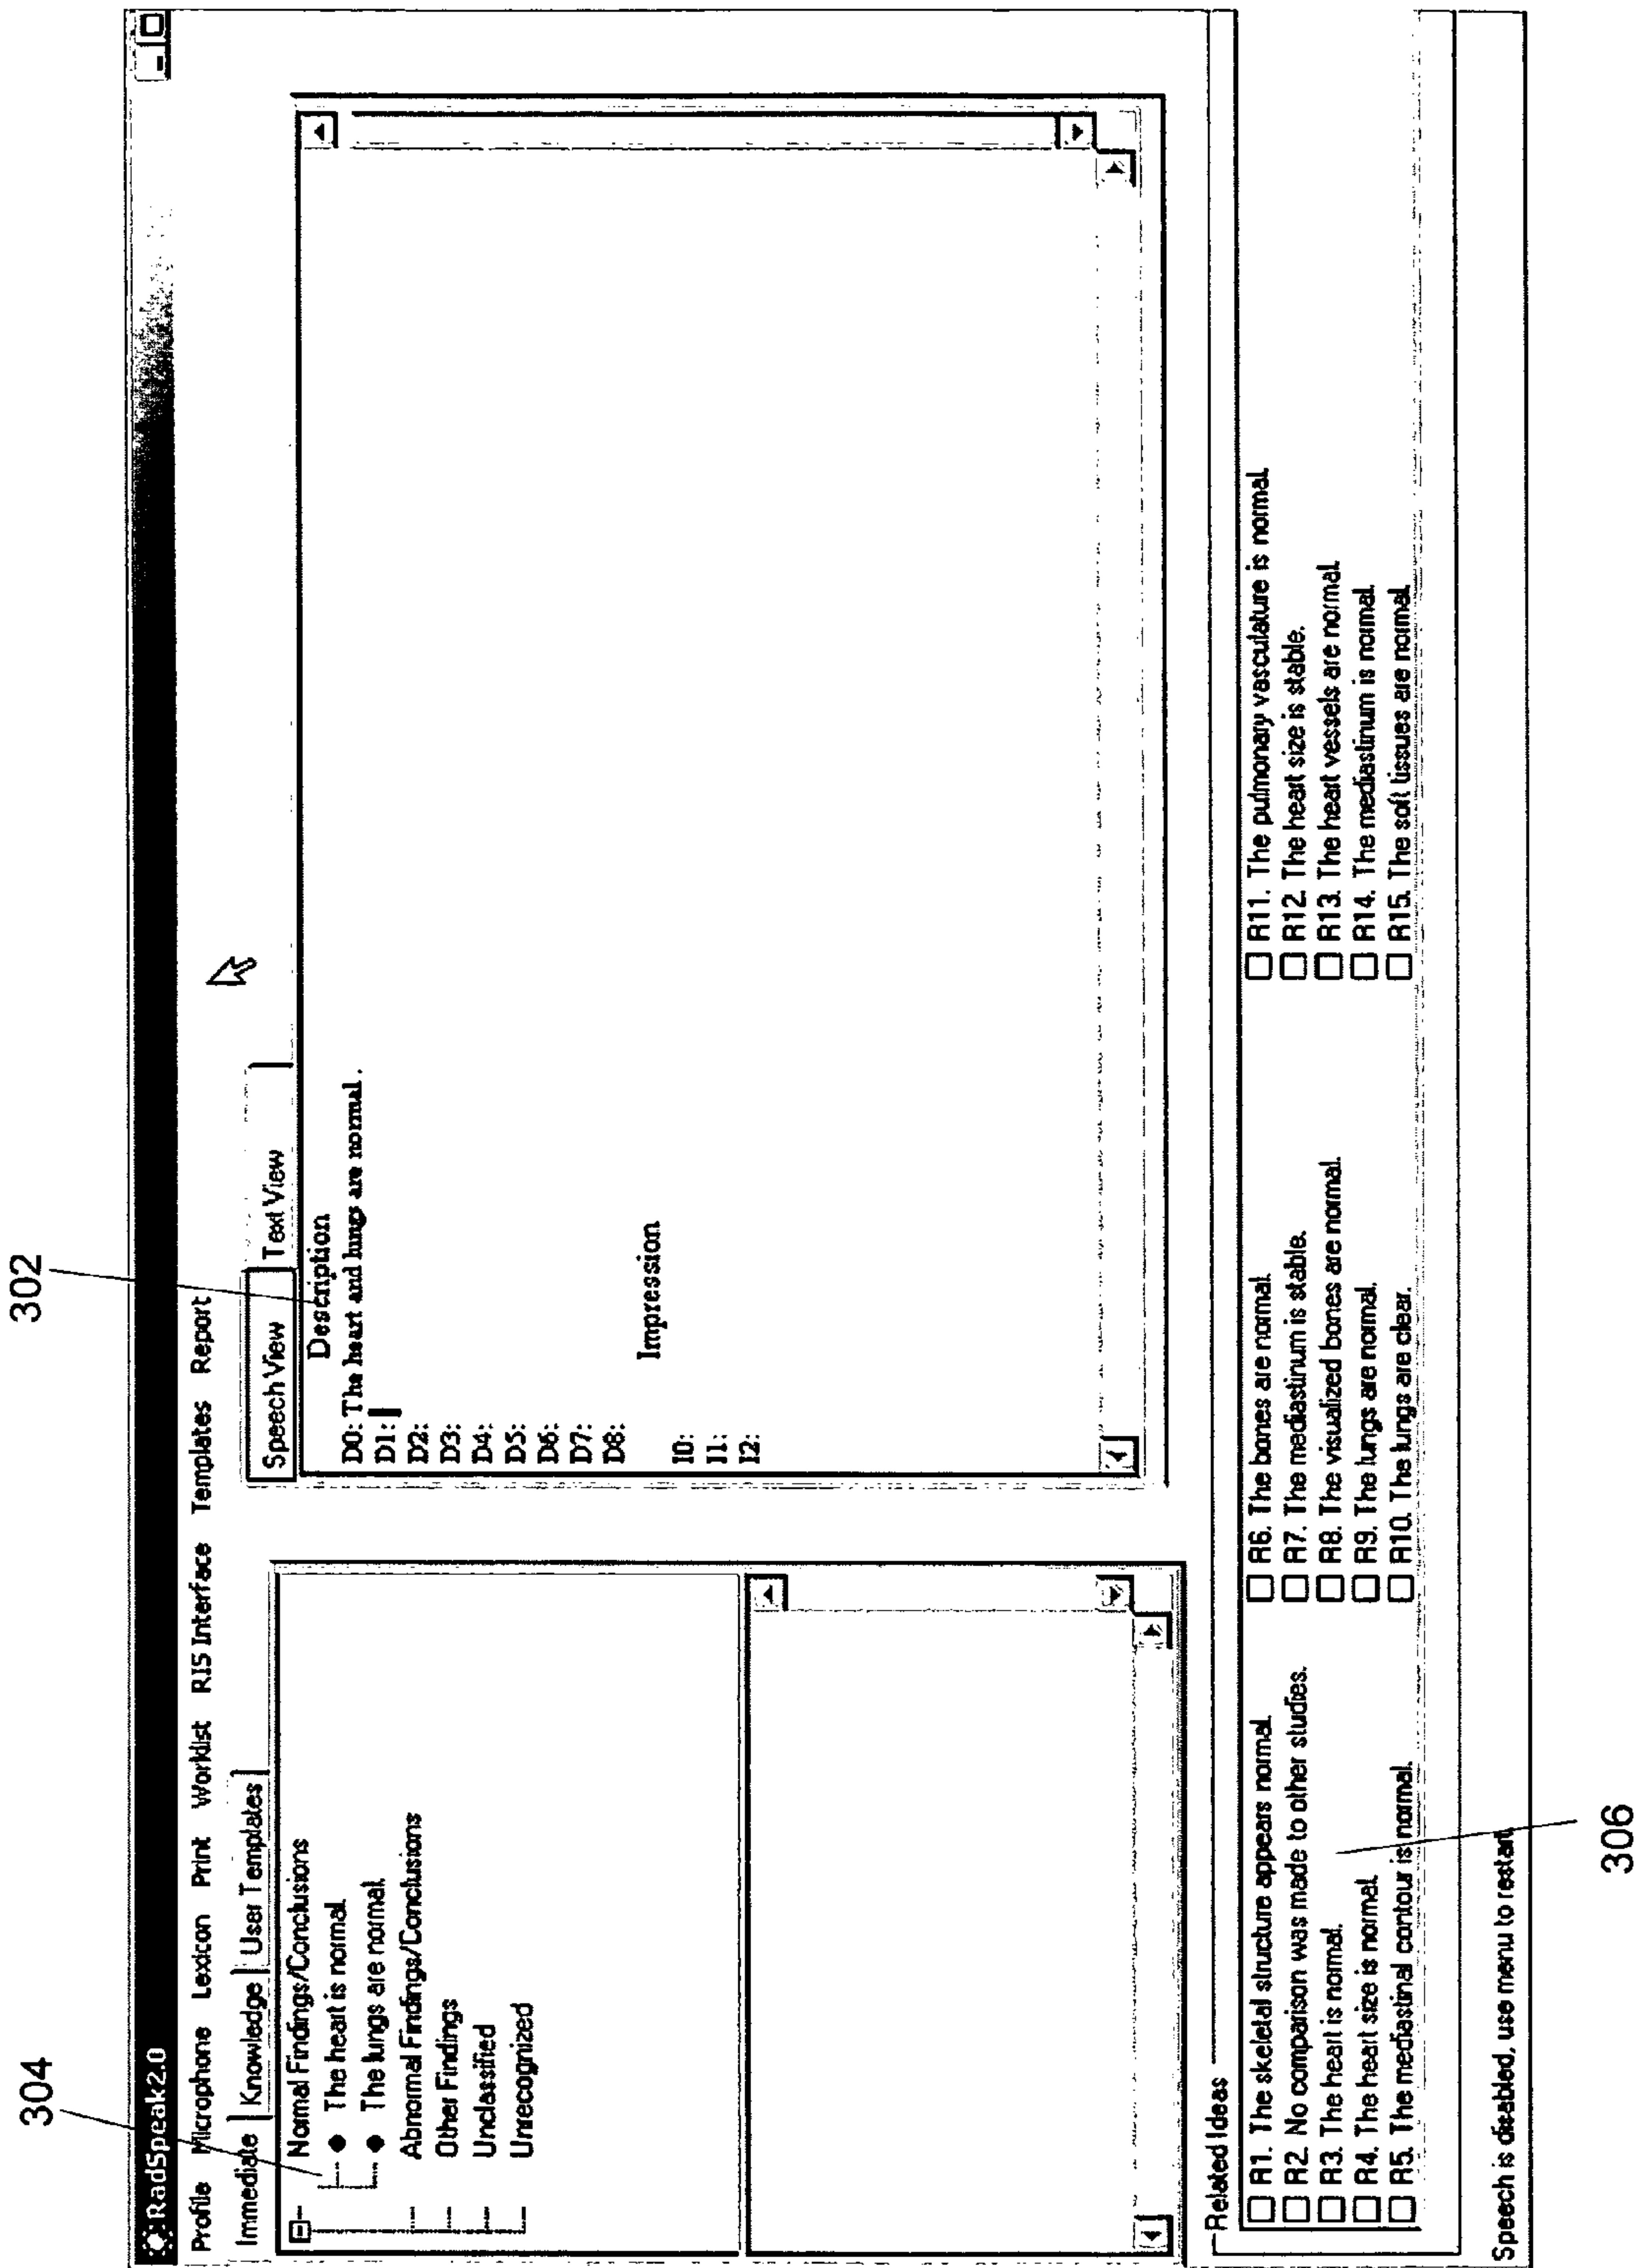 302
304
RadSpeak2.0
Profile Microphone Lexicon Print Worklist RIS Interface Templates Report
Immediate Knowledge User Templates
Normal Findings/Conclusions
The heart is normal.
The lungs are normal.
Abnormal Findings/Conclusions
Other Findings
Unclassified
Unrecognized
Speech View Text View
Description
D0: The heart and lungs are normal .
D1:
D2:
D3:
D4:
D5:
D6:
D7:
D8:
Impression
I0:
I1:
I2:
Related Ideas
R1. The skeletal structure appears normal.
R2. No comparison was made to other studies.
R3. The heart is normal.
R4. The heart size is normal.
R5. The mediastinal contour is normal.
R6. The bones are normal.
R7. The mediastinum is stable.
R8. The visualized bones are normal.
R9. The lungs are normal.
R10. The lungs are clear.
R11. The pulmonary vasculature is normal.
R12. The heart size is stable.
R13. The heart vessels are normal.
R14. The mediastinum is normal.
R15. The soft tissues are normal.
Speech is disabled, use menu to restart.
306